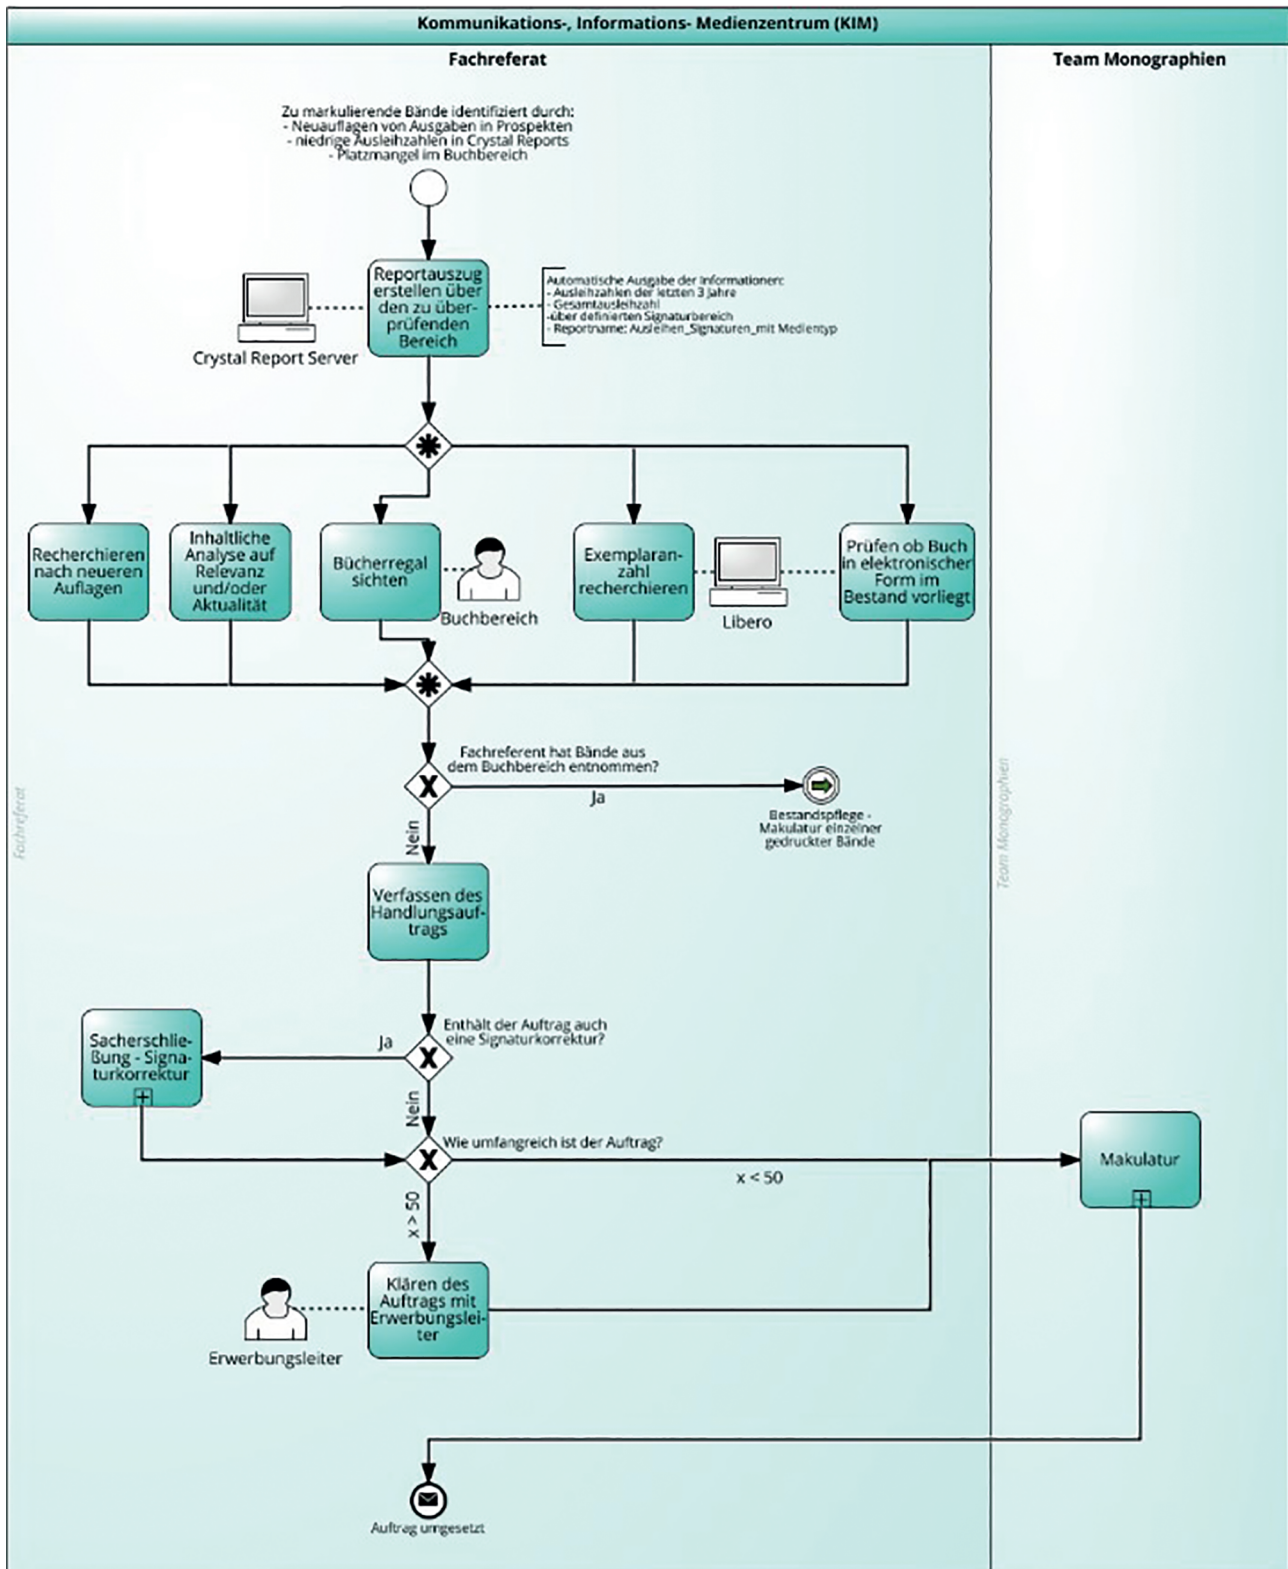 Kommunikations-, Informations- Medienzentrum (KIM)
Fachreferat
Team Monographien
Zu markulierende Bände identifiziert durch:
- Neuauflagen von Ausgaben in Prospekten
- niedrige Ausleihzahlen in Crystal Reports
- Platzmangel im Buchbereich
Reportauszug
erstellen über
den zu über-
prüfenden
Bereich
Crystal Report Server
Automatische Ausgabe der Informationen:
- Ausleihzahlen der letzten 3 Jahre
- Gesamtausleihzahl
-über definierten Signaturbereich
- Reportname: Ausleihen_Signaturen_mit Medientyp
Recherchieren
nach neueren
Auflagen
Inhaltliche
Analyse auf
Relevanz
und/oder
Aktualität
Bücherregal
sichten
Buchbereich
Exemplaran-
zahl
recherchieren
Libero
Prüfen ob Buch
in elektronischer
Form im
Bestand vorliegt
Fachreferent hat Bände aus
dem Buchbereich entnommen?
Ja
Bestandspflege -
Makulatur einzelner
gedruckter Bände
Nein
Fachreferat
Team Monographien
Verfassen des
Handlungsauf-
trags
Enthält der Auftrag auch
eine Signaturkorrektur?
Ja
Sacherschlie-
ßung - Signa-
turkorrektur
Nein
Wie umfangreich ist der Auftrag?
x < 50
Makulatur
x > 50
Klären des
Auftrags mit
Erwerbungslei-
ter
Erwerbungsleiter
Auftrag umgesetzt